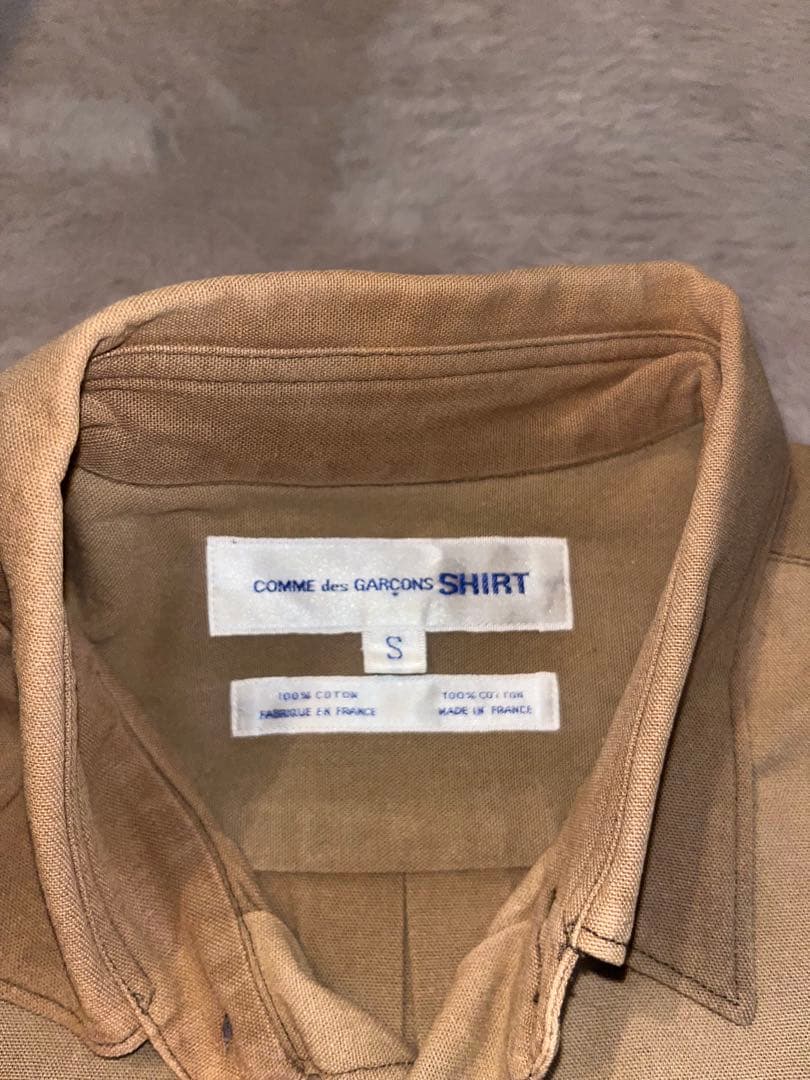 COMME des GARÇONS SHIRT
S
100% COTON
FABRIQUE EN FRANCE
100% COTTON
MADE IN FRANCE